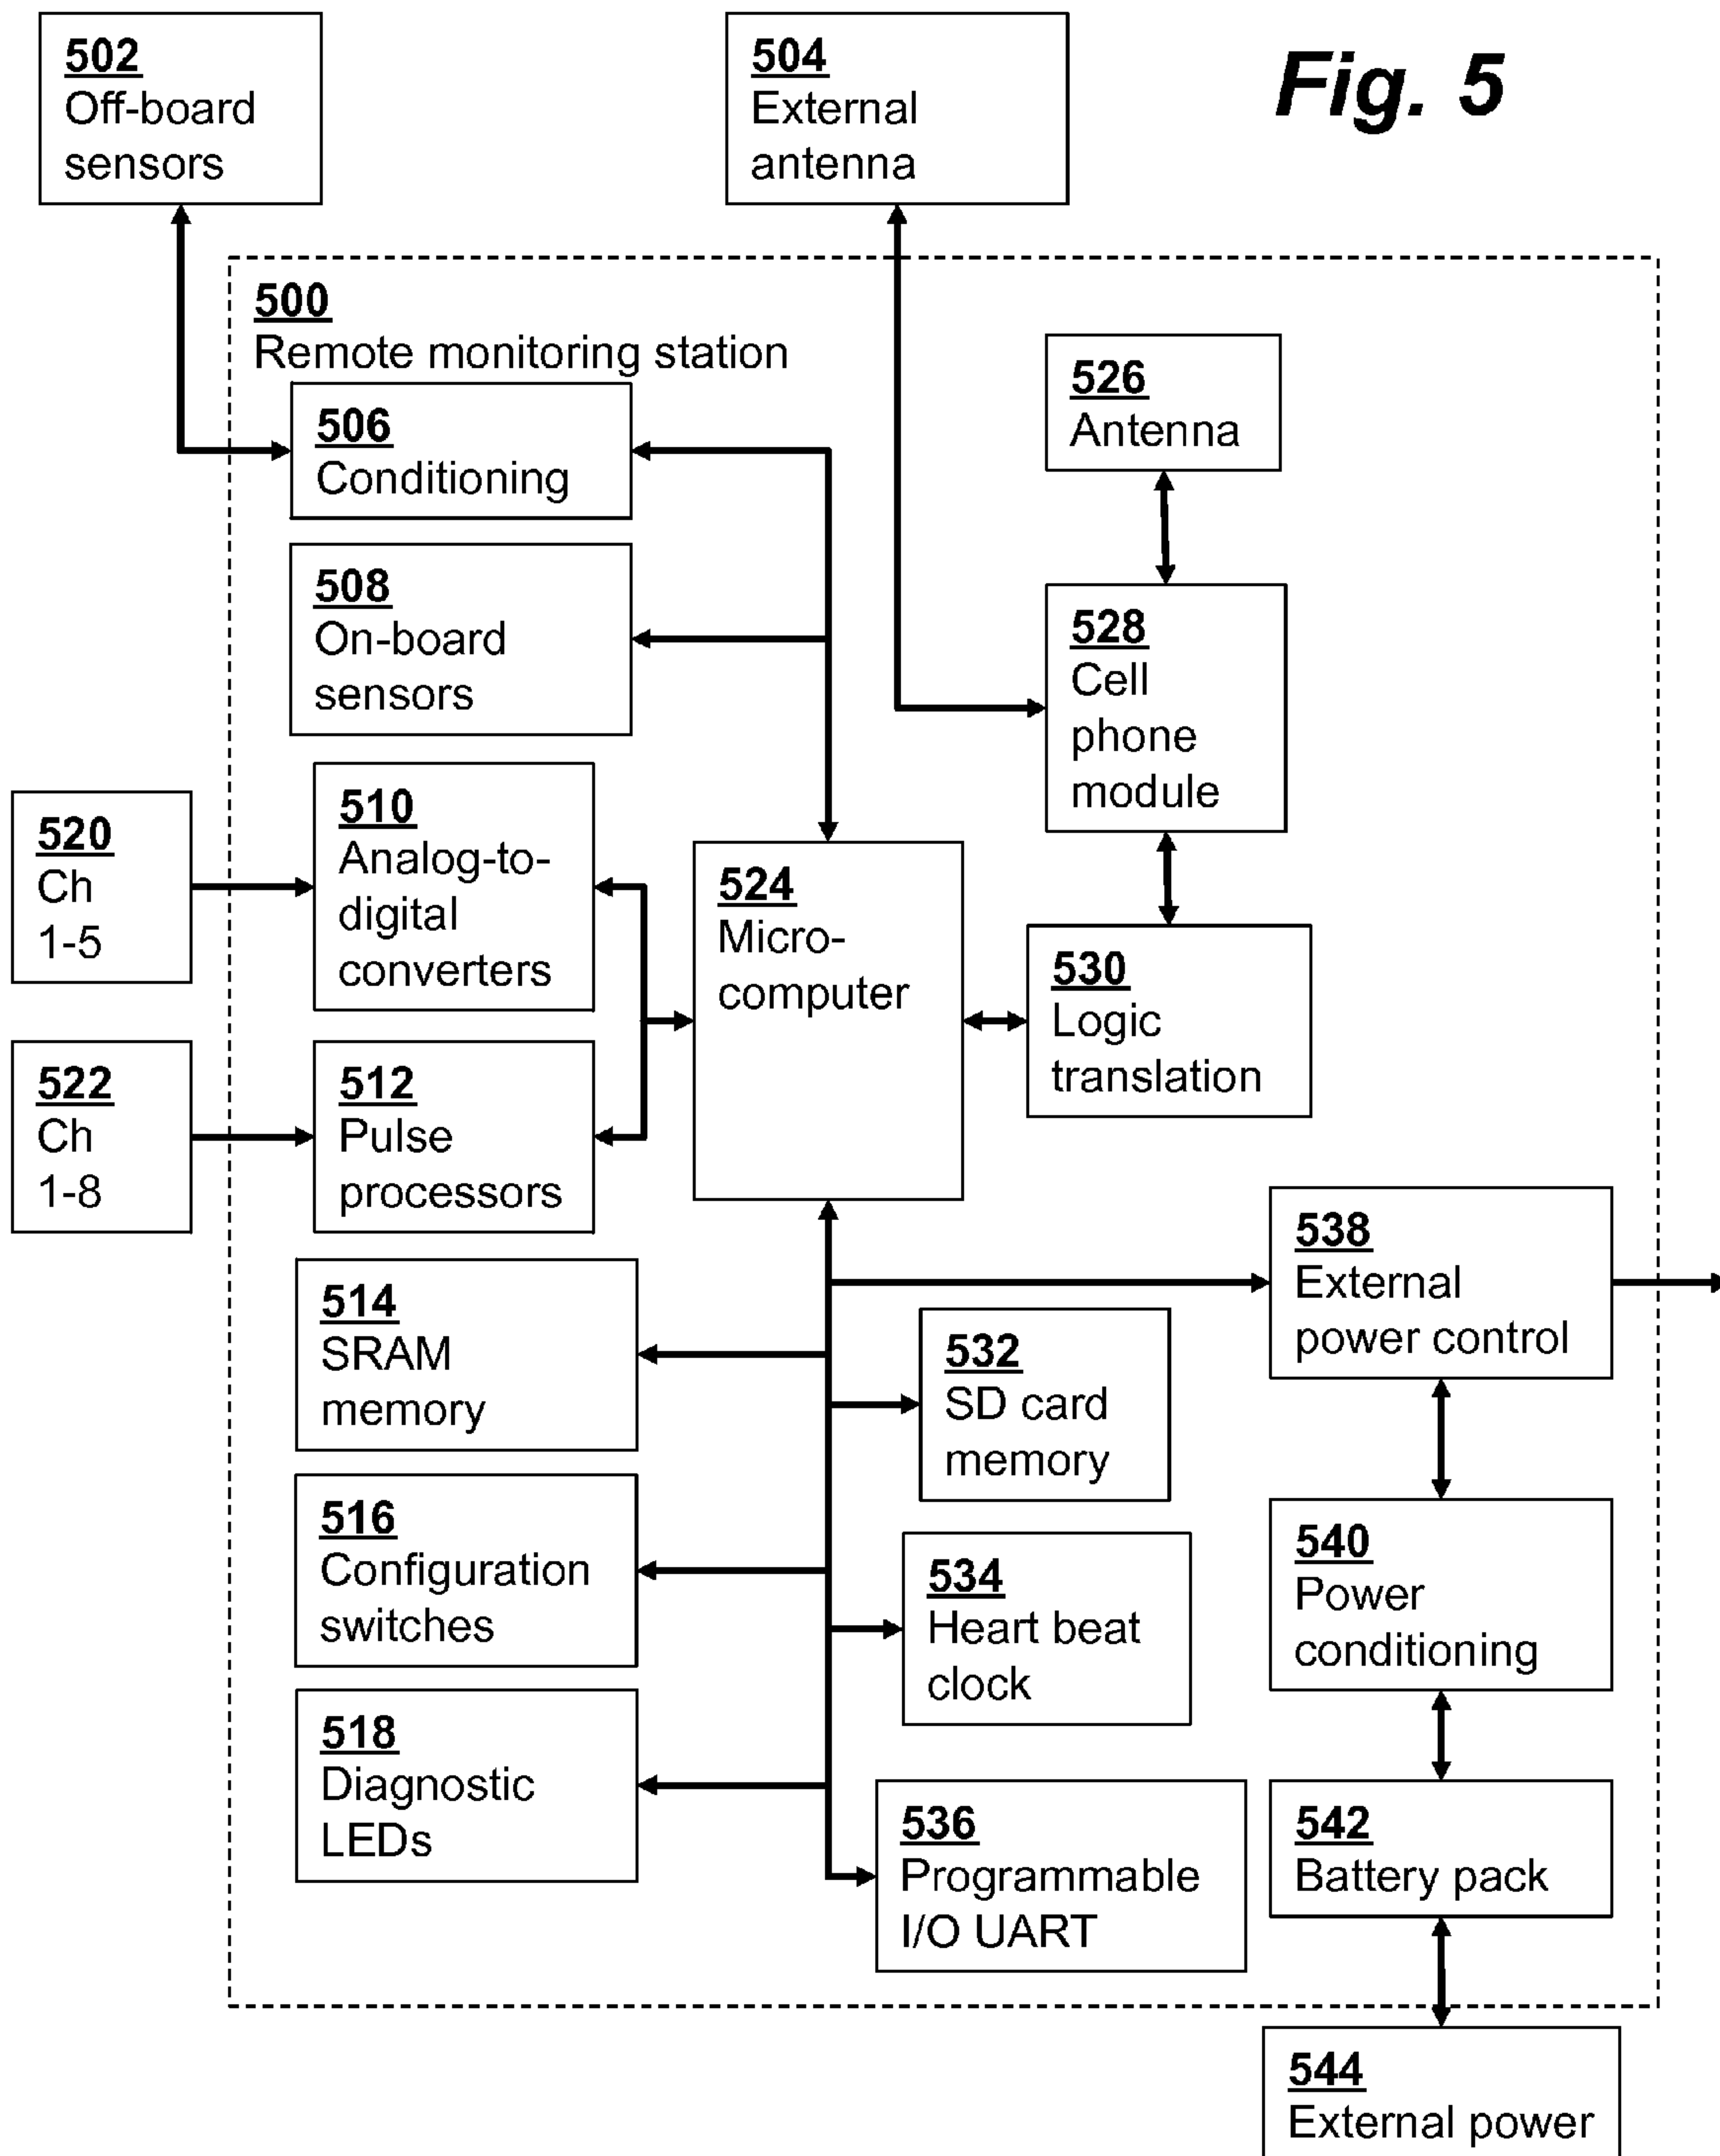 502
Off-board
sensors
504
External
antenna
Fig. 5
500
Remote monitoring station
506
Conditioning
508
On-board
sensors
526
Antenna
528
Cell
phone
module
520
Ch
1-5
510
Analog-to-
digital
converters
524
Micro-
computer
530
Logic
translation
522
Ch
1-8
512
Pulse
processors
514
SRAM
memory
538
External
power control
532
SD card
memory
516
Configuration
switches
534
Heart beat
clock
540
Power
conditioning
518
Diagnostic
LEDs
536
Programmable
I/O UART
542
Battery pack
544
External power